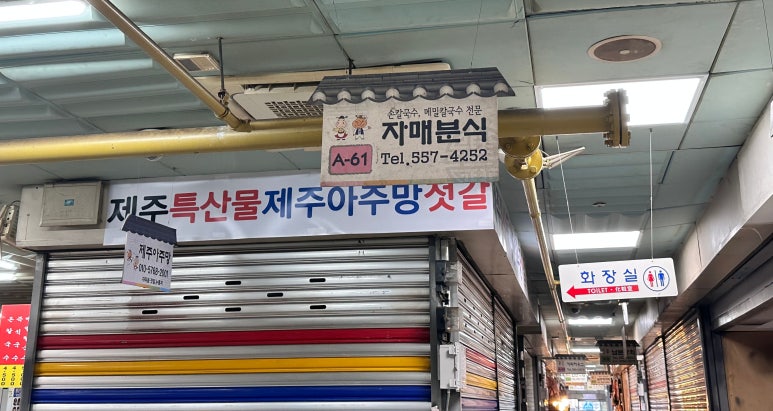 손칼국수, 메밀칼국수 전문
자매분식
A-61
Tel.557-4252
제주특산물제주아주망젓갈
제주아주망
화장실
TOILET · 化粧室